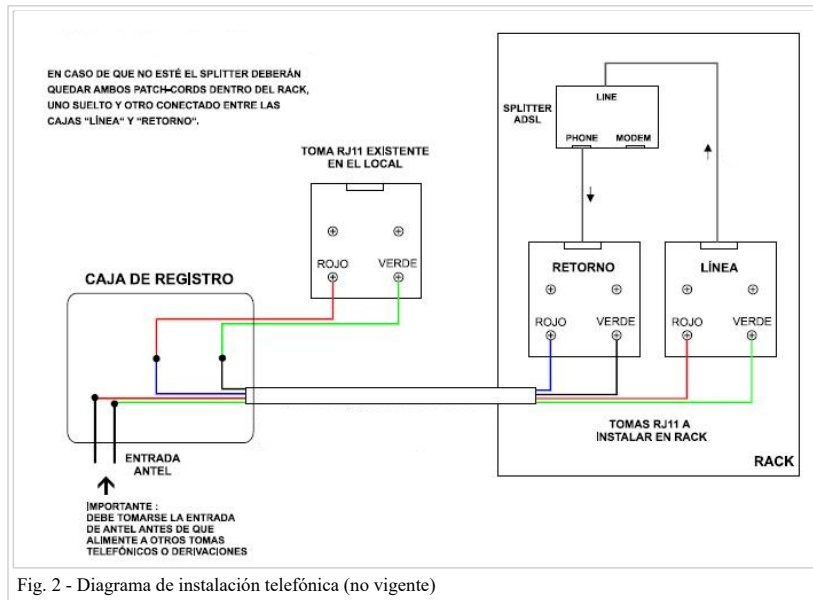 EN CASO DE QUE NO ESTÉ EL SPLITTER DEBERÁN
QUEDAR AMBOS PATCH-CORDS DENTRO DEL RACK,
UNO SUELTO Y OTRO CONECTADO ENTRE LAS
CAJAS "LÍNEA" Y "RETORNO".
TOMA RJ11 EXISTENTE
EN EL LOCAL
ROJO
VERDE
CAJA DE REGISTRO
ENTRADA
ANTEL
IMPORTANTE :
DEBE TOMARSE LA ENTRADA
DE ANTEL ANTES DE QUE
ALIMENTE A OTROS TOMAS
TELEFÓNICOS O DERIVACIONES
SPLITTER
ADSL
LINE
PHONE
MODEM
RETORNO
ROJO
VERDE
LÍNEA
ROJO
VERDE
TOMAS RJ11 A
INSTALAR EN RACK
RACK
Fig. 2 - Diagrama de instalación telefónica (no vigente)